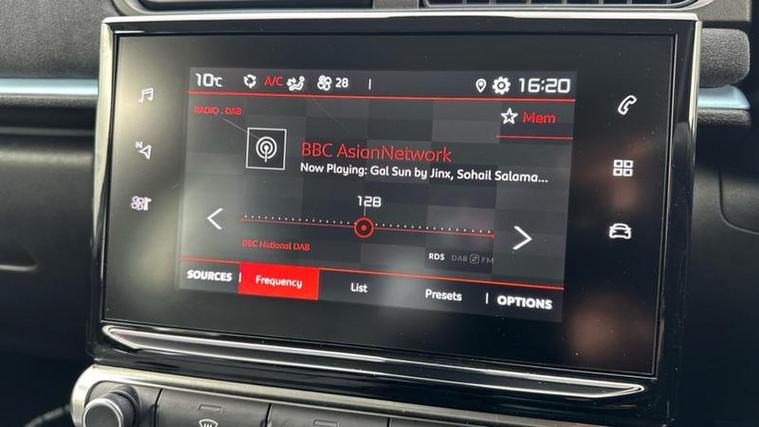 10°C A/C 28 16:20
RADIO . DAB
Mem
BBC AsianNetwork
Now Playing: Gal Sun by Jinx, Sohail Salama...
128
BBC National DAB
RDS DAB FM
N
SOURCES Frequency List Presets OPTIONS